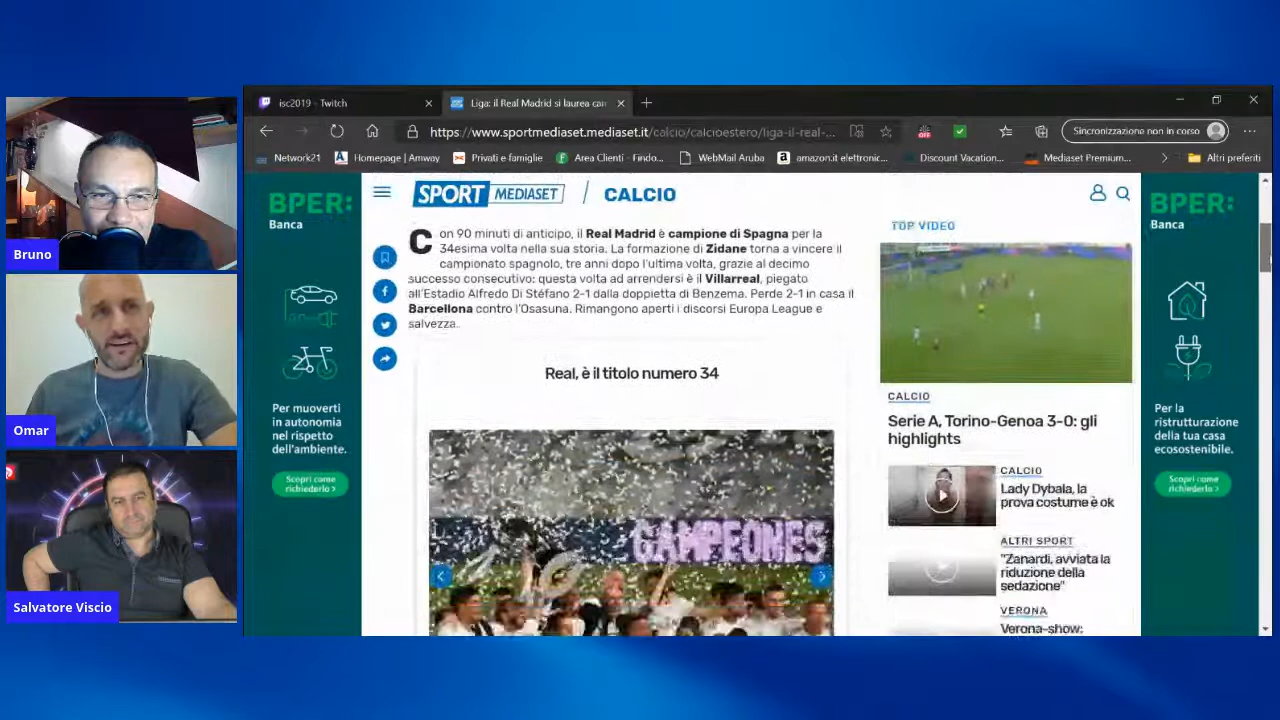 Bruno
Omar
Salvatore Viscio
isc2019 - Twitch
Liga: il Real Madrid si laurea can
https://www.sportmediaset.mediaset.it/calcio/calcioestero/liga-il-real-...
OFF
Sincronizzazione non in corso
Network21
Homepage | Amway
Privati e famiglie
Area Clienti - Findo...
WebMail Aruba
amazon.it elettronic...
Discount Vacation...
Mediaset Premium...
Altri preferiti
BPER:
Banca
Per muoverti
in autonomia
nel rispetto
dell'ambiente.
Scopri come
richiederlo >
SPORT MEDIASET / CALCIO
Con 90 minuti di anticipo, il Real Madrid è campione di Spagna per la
34esima volta nella sua storia. La formazione di Zidane torna a vincere il
campionato spagnolo, tre anni dopo l'ultima volta, grazie al decimo
successo consecutivo: questa volta ad arrendersi è il Villarreal, piegato
all'Estadio Alfredo Di Stéfano 2-1 dalla doppietta di Benzema. Perde 2-1 in casa il
Barcellona contro l'Osasuna. Rimangono aperti i discorsi Europa League e
salvezza.
Real, è il titolo numero 34
CAMPEONES
TOP VIDEO
CALCIO
Serie A, Torino-Genoa 3-0: gli
highlights
CALCIO
Lady Dybala, la
prova costume è ok
ALTRI SPORT
"Zanardi, avviata la
riduzione della
sedazione"
VERONA
Verona-show:
BPER:
Banca
Per la
ristrutturazione
della tua casa
ecosostenibile.
Scopri come
richiederlo >